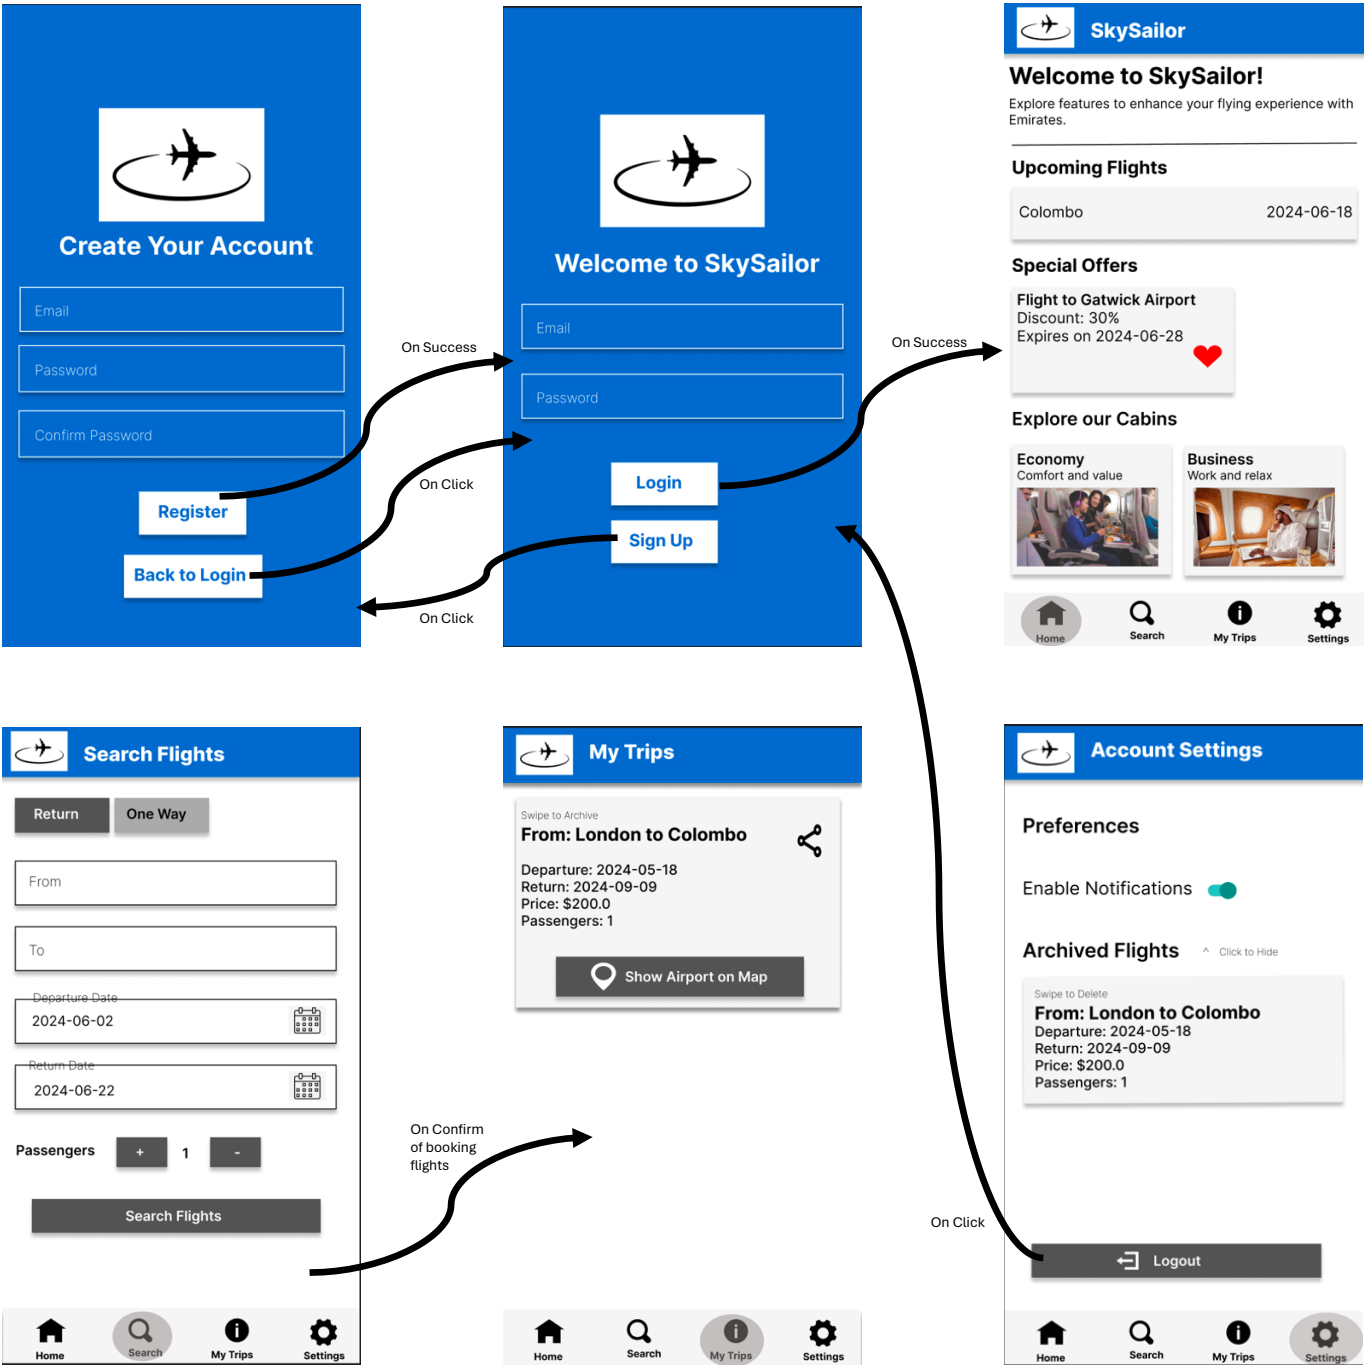 Create Your Account
Email
Password
Confirm Password
Register
Back to Login
On Success
On Click
On Click
Welcome to SkySailor
Email
Password
Login
Sign Up
On Success
SkySailor
Welcome to SkySailor!
Explore features to enhance your flying experience with
Emirates.
Upcoming Flights
Colombo 2024-06-18
Special Offers
Flight to Gatwick Airport
Discount: 30%
Expires on 2024-06-28
Explore our Cabins
Economy
Comfort and value
Business
Work and relax
Home Search My Trips Settings
Search Flights
Return One Way
From
To
Departure Date
2024-06-02
Return Date
2024-06-22
Passengers + 1 -
Search Flights
Home Search My Trips Settings
On Confirm
of booking
flights
My Trips
Swipe to Archive
From: London to Colombo
Departure: 2024-05-18
Return: 2024-09-09
Price: $200.0
Passengers: 1
Show Airport on Map
Home Search My Trips Settings
On Click
Account Settings
Preferences
Enable Notifications
Archived Flights ^ Click to Hide
Swipe to Delete
From: London to Colombo
Departure: 2024-05-18
Return: 2024-09-09
Price: $200.0
Passengers: 1
Logout
Home Search My Trips Settings